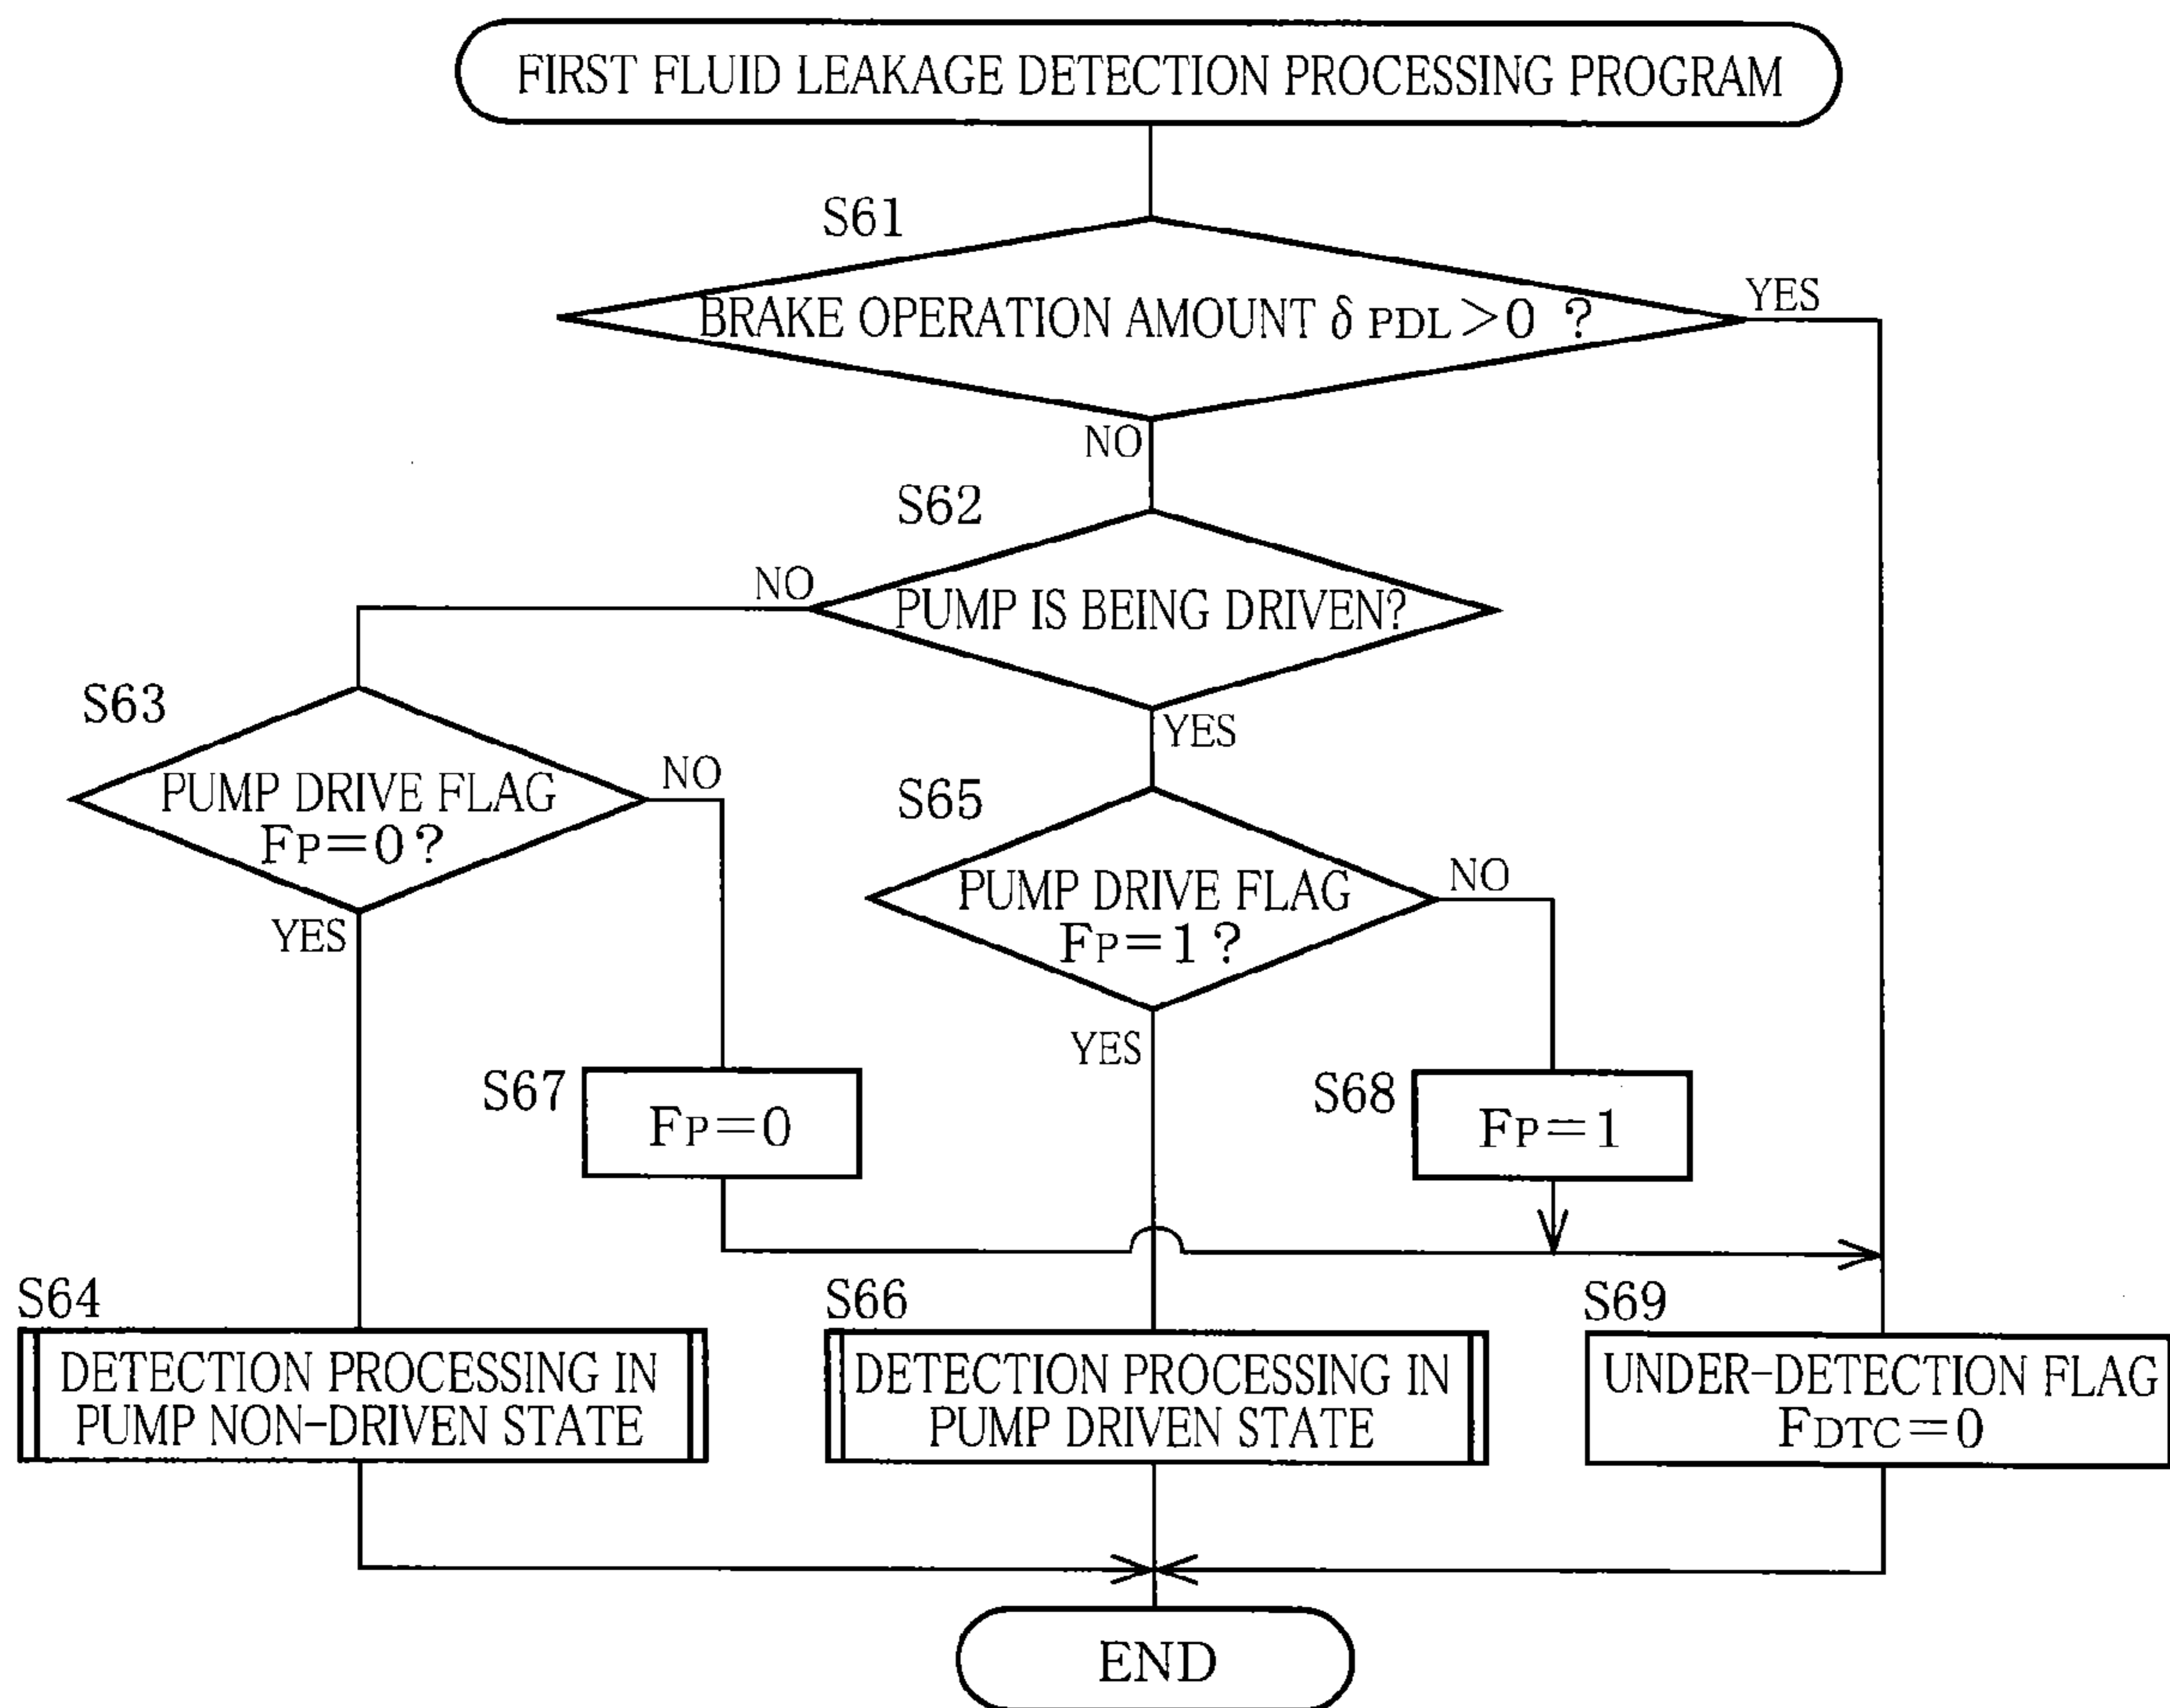 FIRST FLUID LEAKAGE DETECTION PROCESSING PROGRAM
S61
BRAKE OPERATION AMOUNT δ PDL>0 ?
YES
NO
S62
PUMP IS BEING DRIVEN?
NO
YES
S63
PUMP DRIVE FLAG
FP=0?
NO
YES
S65
PUMP DRIVE FLAG
FP=1?
NO
YES
S67
FP=0
S68
FP=1
S64
DETECTION PROCESSING IN
PUMP NON-DRIVEN STATE
S66
DETECTION PROCESSING IN
PUMP DRIVEN STATE
S69
UNDER-DETECTION FLAG
FDTC=0
END